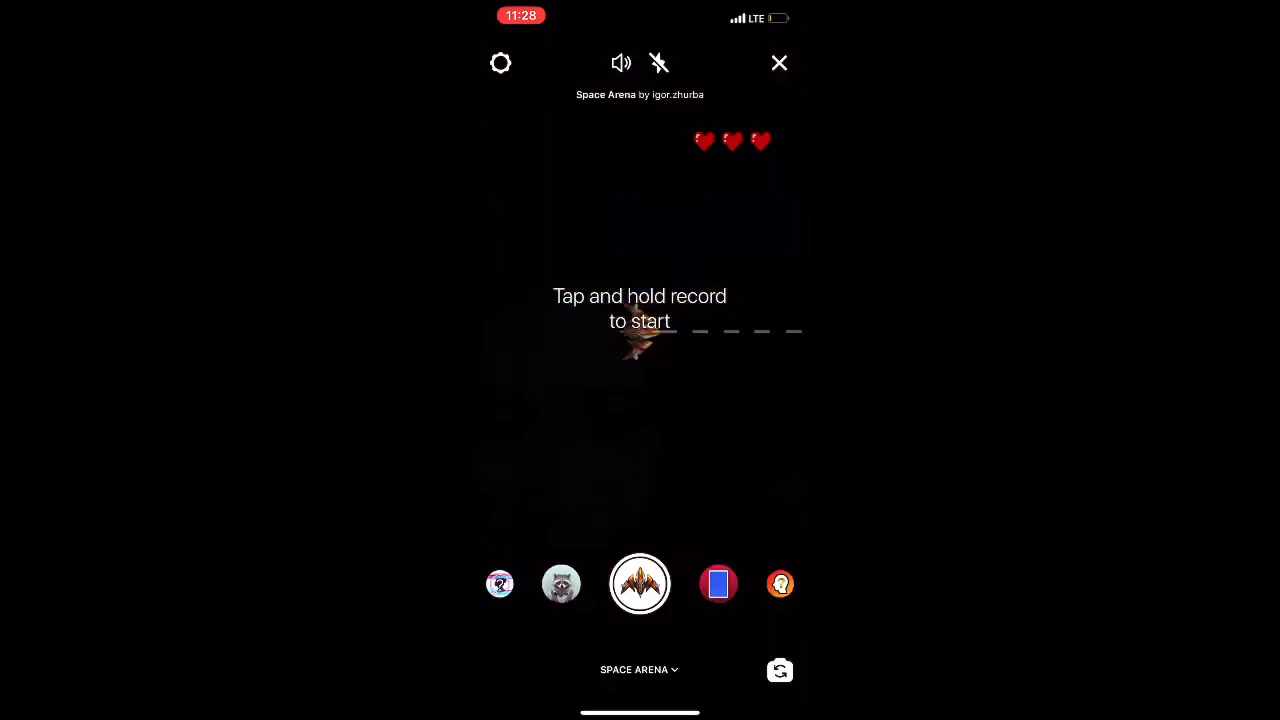 11:28
LTE
Space Arena by igor.zhurba
Tap and hold record
to start
SPACE ARENA